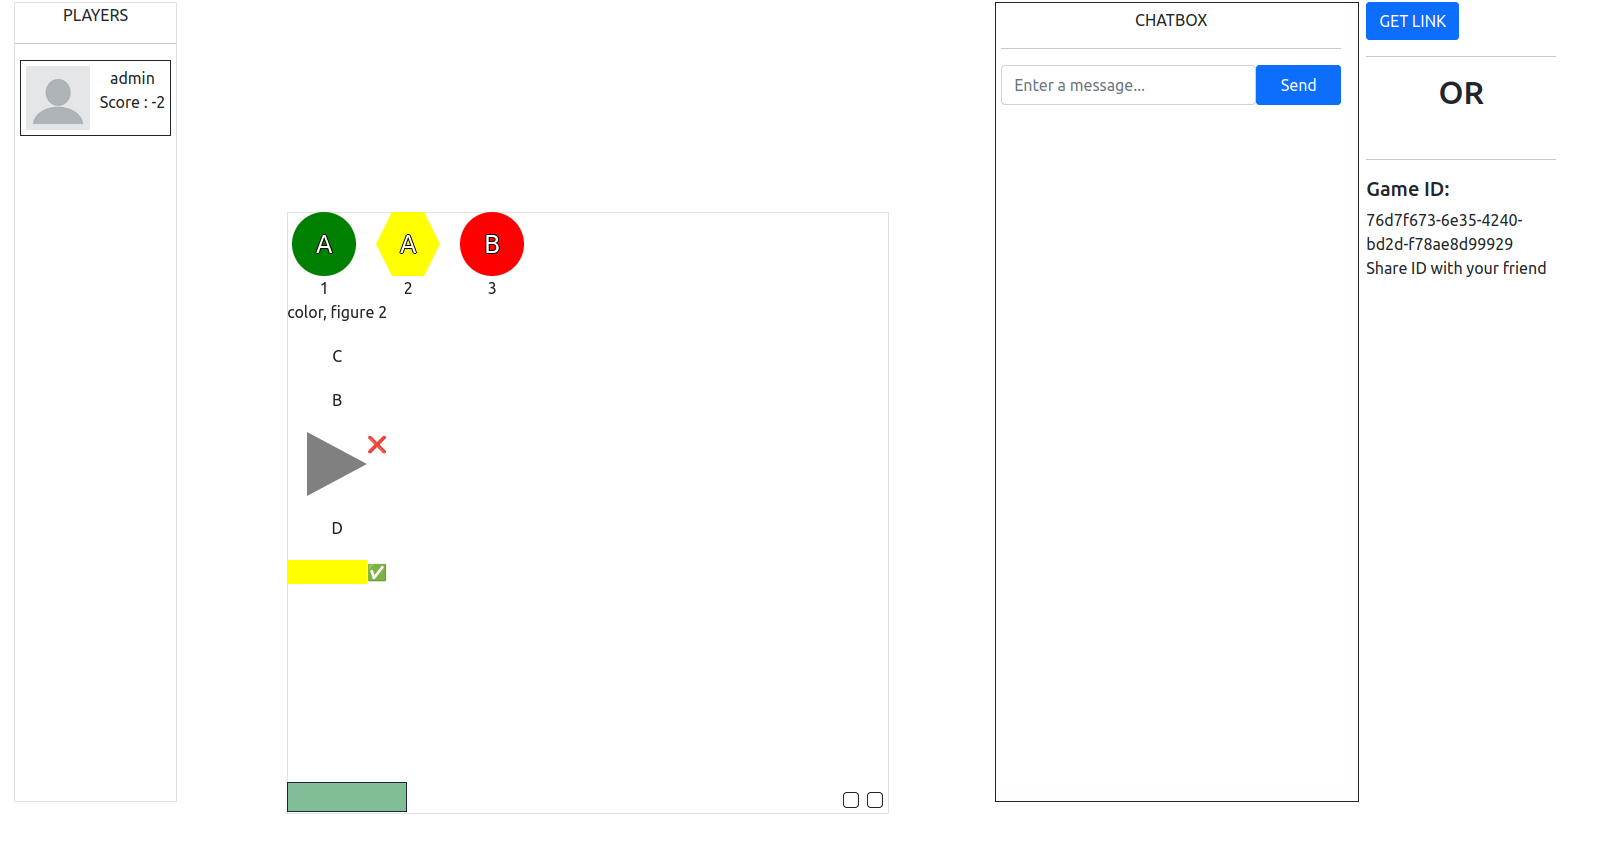 PLAYERS
admin
Score : -2
A A B
1 2 3
color, figure 2
C
B
D
CHATBOX
Enter a message...
Send
GET LINK
OR
Game ID:
76d7f673-6e35-4240-
bd2d-f78ae8d99929
Share ID with your friend